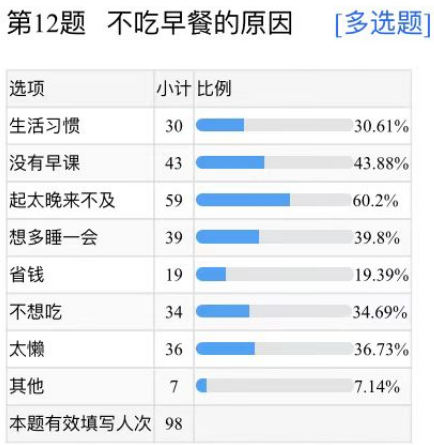 第12题 不吃早餐的原因 [多选题]
选项 小计 比例
生活习惯 30 30.61%
没有早课 43 43.88%
起太晚来不及 59 60.2%
想多睡一会 39 39.8%
省钱 19 19.39%
不想吃 34 34.69%
太懒 36 36.73%
其他 7 7.14%
本题有效填写人次 98